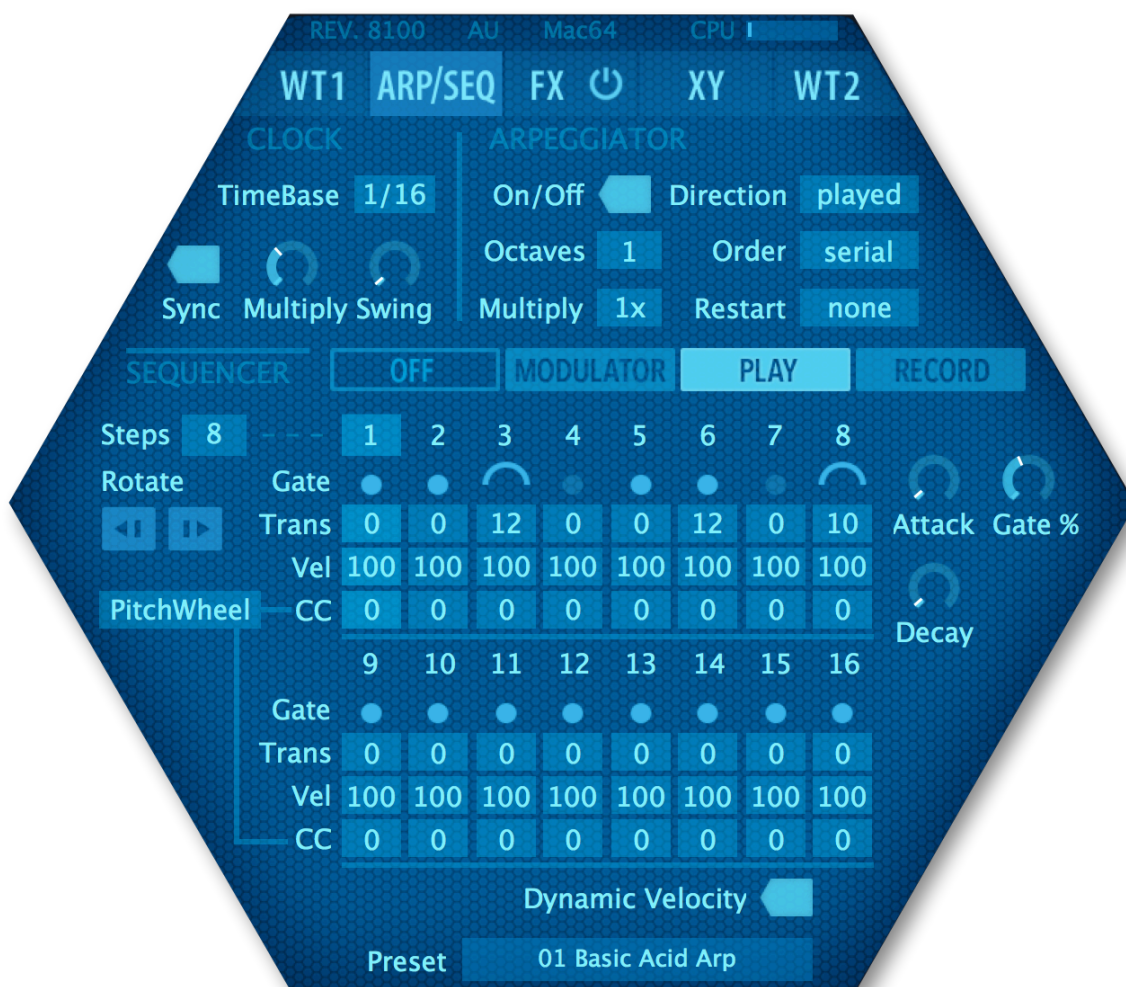 REV. 8100 AU Mac64 CPU
WT1 ARP/SEQ FX XY WT2
CLOCK ARPEGGIATOR
TimeBase 1/16 On/Off Direction played
Octaves 1 Order serial
Sync Multiply Swing Multiply 1x Restart none
SEQUENCER OFF MODULATOR PLAY RECORD
Steps 8 - - - 1 2 3 4 5 6 7 8
Rotate Gate
Trans 0 0 12 0 0 12 0 10 Attack Gate %
Vel 100 100 100 100 100 100 100 100
PitchWheel CC 0 0 0 0 0 0 0 0
Decay
9 10 11 12 13 14 15 16
Gate
Trans 0 0 0 0 0 0 0 0
Vel 100 100 100 100 100 100 100 100
CC 0 0 0 0 0 0 0 0
Dynamic Velocity
Preset 01 Basic Acid Arp